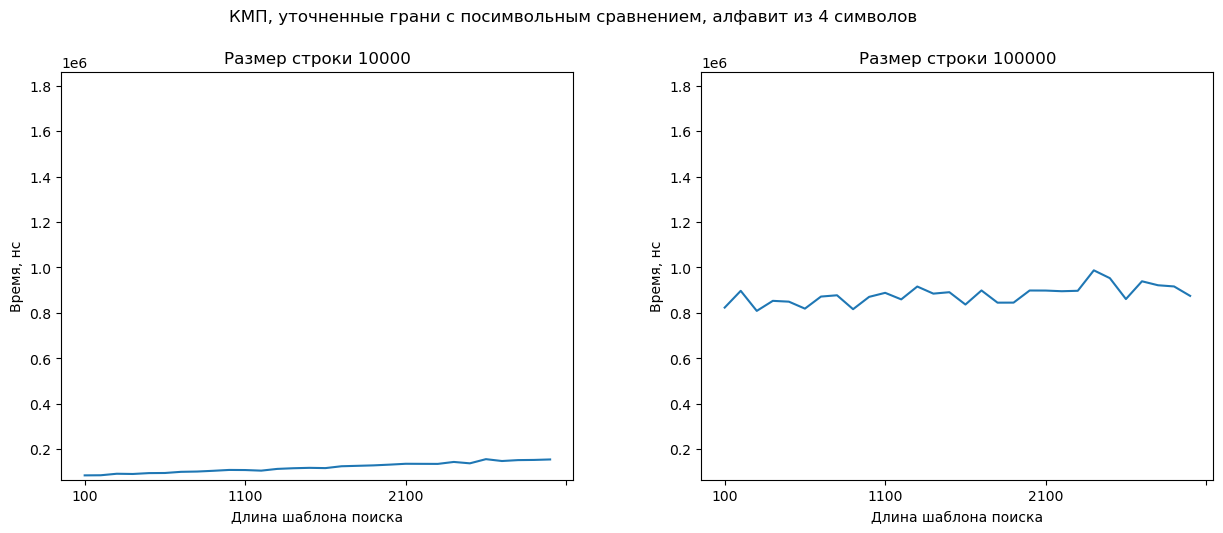 КМП, уточненные грани с посимвольным сравнением, алфавит из 4 символов
Размер строки 10000
1e6
1.8
1.6
1.4
1.2
1.0
0.8
0.6
0.4
0.2
Время, нс
100 1100 2100
Длина шаблона поиска
Размер строки 100000
1e6
1.8
1.6
1.4
1.2
1.0
0.8
0.6
0.4
0.2
Время, нс
100 1100 2100
Длина шаблона поиска